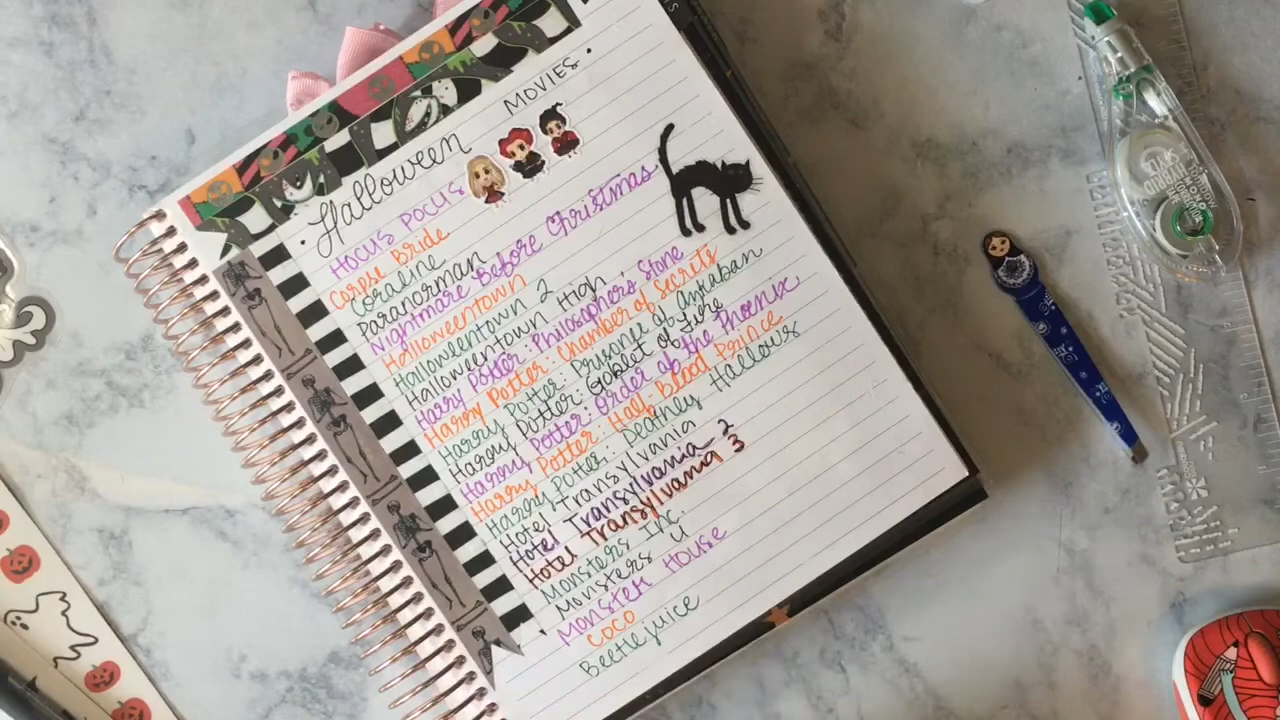 Halloween MOVIES
HOCUS POCUS
Corpse Bride
Coraline
Paranorman
Nightmare Before Christmas
Halloweentown
Halloweentown 2
Halloweentown High
Harry Potter: Philosopher's Stone
Harry Potter: Chamber of Secrets
Harry Potter: Prisoner of Azkaban
Harry Potter: Goblet of Fire
Harry Potter: Order of the Phoenix
Harry Potter: Half Blood Prince
Harry Potter: Deathly Hallows
Hotel Transylvania
Hotel Transylvania 2
Hotel Transylvania 3
Monsters Inc.
Monsters U
MONSTER HOUSE
COCO
Beetlejuice
TOMBOW
MONO